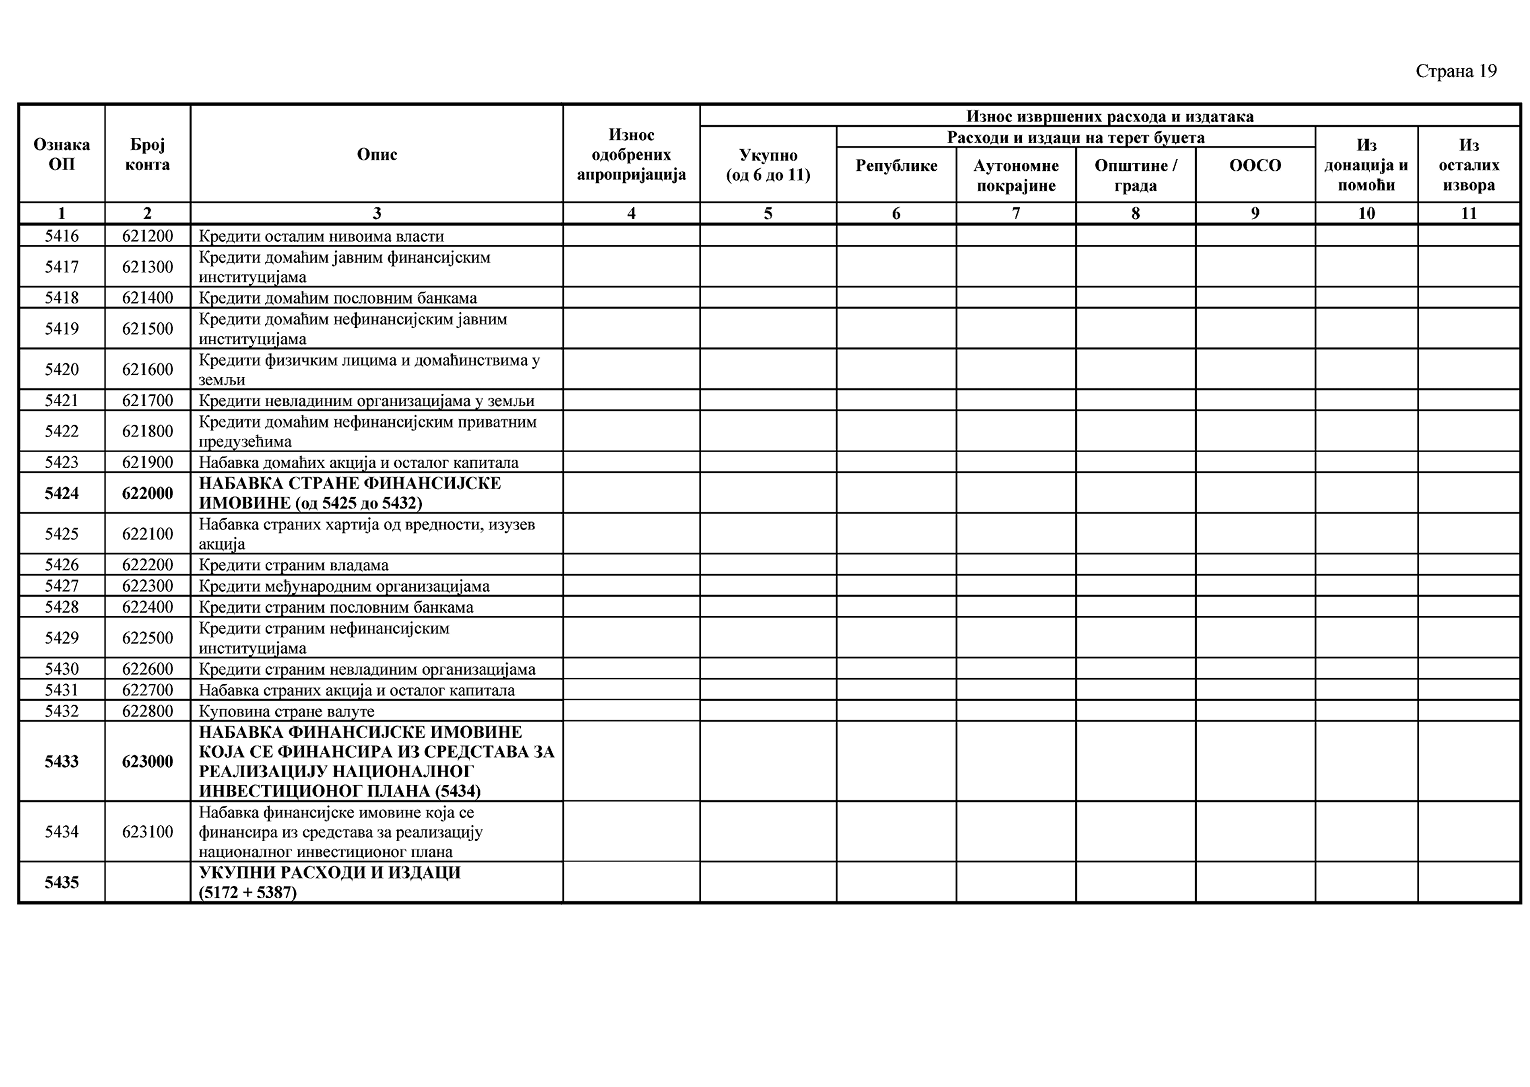 Страна 19
Износ извршених расхода и издатака
Ознака ОП
Број конта
Опис
Износ одобрених апропријација
Укупно (од 6 до 11)
Расходи и издаци на терет буџета
Републике
Аутономне покрајине
Општине / града
ООСО
Из донација и помоћи
Из осталих извора
1 2 3 4 5 6 7 8 9 10 11
5416 621200 Кредити осталим нивоима власти
5417 621300 Кредити домаћим јавним финансијским
институцијама
5418 621400 Кредити домаћим пословним банкама
5419 621500 Кредити домаћим нефинансијским јавним
институцијама
5420 621600 Кредити физичким лицима и домаћинствима у
земљи
5421 621700 Кредити невладиним организацијама у земљи
5422 621800 Кредити домаћим нефинансијским приватним
предузећима
5423 621900 Набавка домаћих акција и осталог капитала
5424 622000 НАБАВКА СТРАНЕ ФИНАНСИЈСКЕ
ИМОВИНЕ (од 5425 до 5432)
5425 622100 Набавка страних хартија од вредности, изузев
акција
5426 622200 Кредити страним владама
5427 622300 Кредити међународним организацијама
5428 622400 Кредити страним пословним банкама
5429 622500 Кредити страним нефинансијским
институцијама
5430 622600 Кредити страним невладиним организацијама
5431 622700 Набавка страних акција и осталог капитала
5432 622800 Куповина стране валуте
5433 623000 НАБАВКА ФИНАНСИЈСКЕ ИМОВИНЕ
КОЈА СЕ ФИНАНСИРА ИЗ СРЕДСТАВА ЗА
РЕАЛИЗАЦИЈУ НАЦИОНАЛНОГ
ИНВЕСТИЦИОНОГ ПЛАНА (5434)
5434 623100 Набавка финансијске имовине која се
финансира из средстава за реализацију
националног инвестиционог плана
5435 УКУПНИ РАСХОДИ И ИЗДАЦИ
(5172 + 5387)